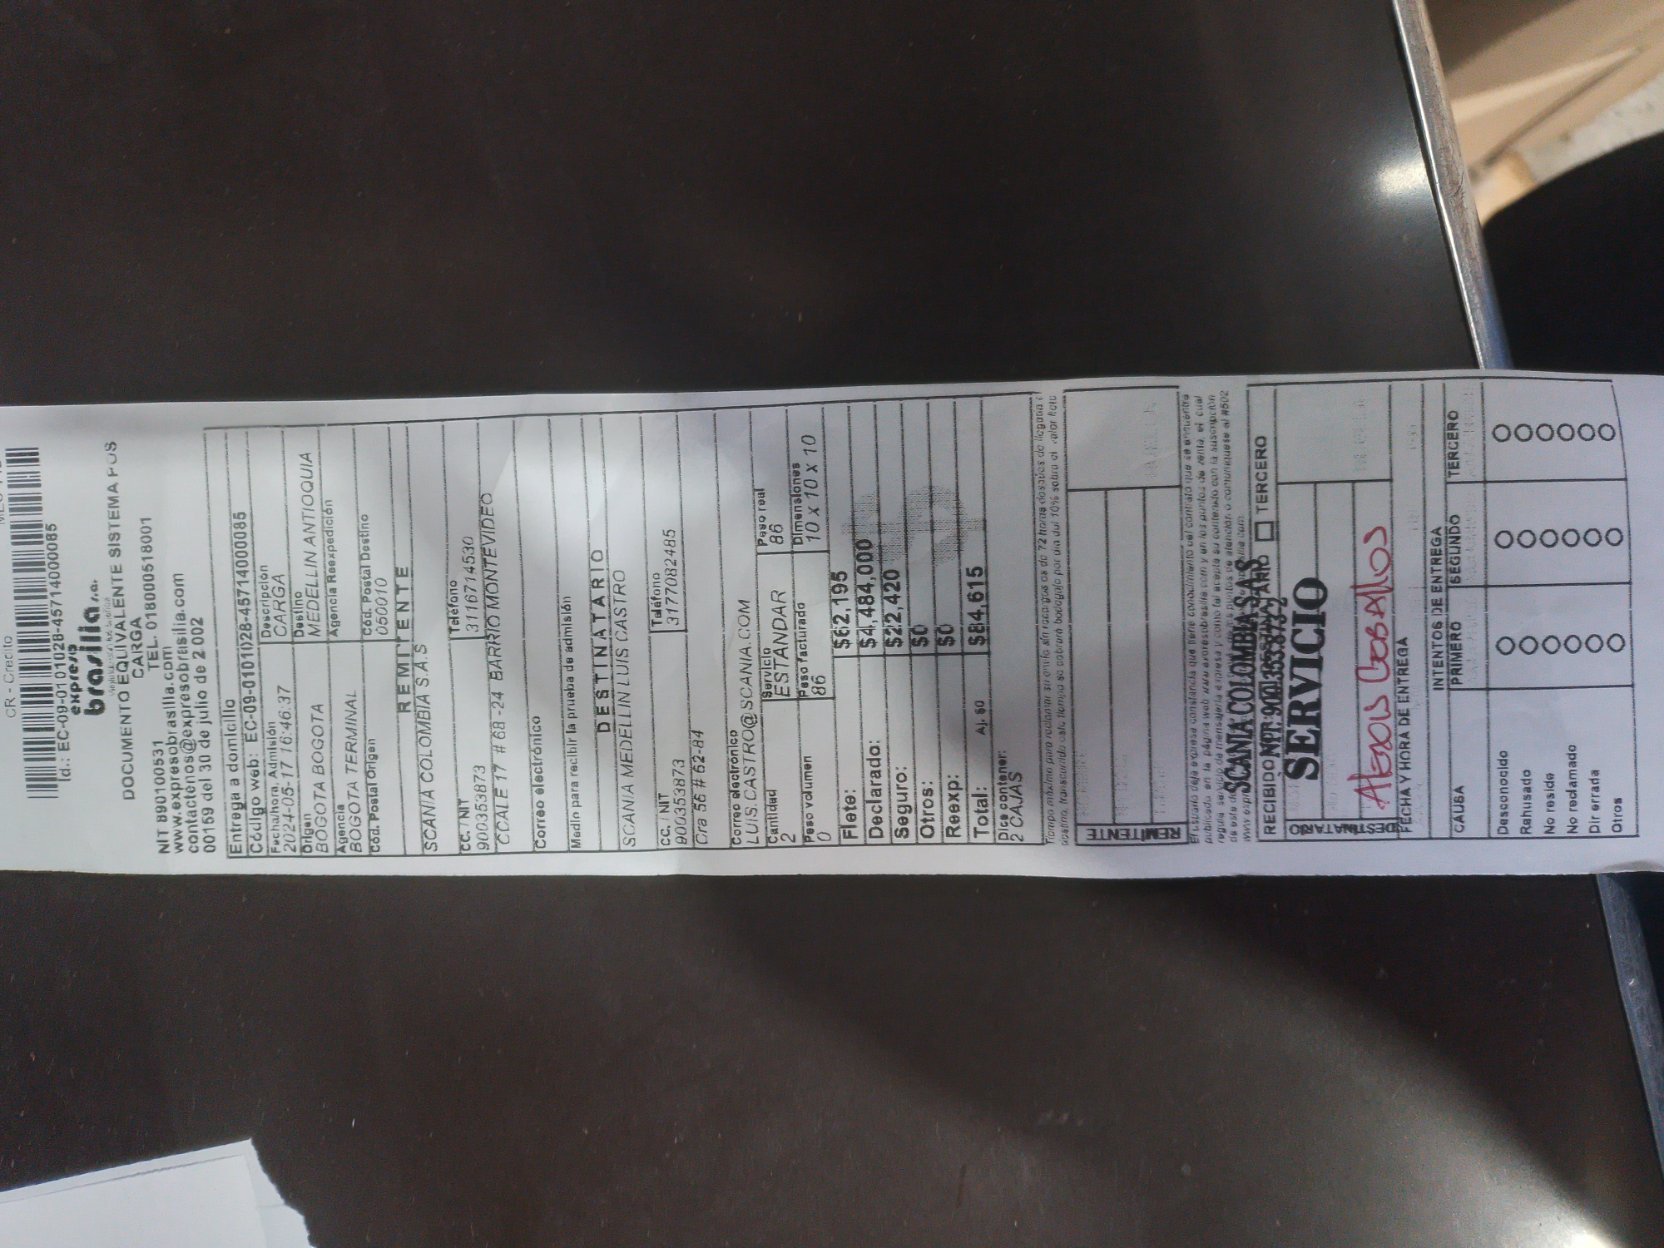 CR - Credito
Id.: EC-09-0101028-45714000085
expreso
brasilia s.a.
DOCUMENTO EQUIVALENTE SISTEMA POS
CARGA
NIT 890100531 TEL. 018000518001
www.expresobrasilia.com
contactenos@expresobrasilia.com
00169 del 30 de julio de 2.002
Entrega a domicilio
Código web: EC-09-0101028-45714000085
Fecha/hora. Admisión Descripción
2024-05-17 16:46:37 CARGA
Origen Destino
BOGOTA BOGOTA MEDELLIN ANTIOQUIA
Agencia Agencia Reexpedición
BOGOTA TERMINAL
Cód. Postal Origen Cód. Postal Destino
050010
REMITENTE
SCANIA COLOMBIA S.A.S
CC. / NIT Teléfono
900353873 3116714530
CCALE 17 # 68 -24 BARRIO MONTEVIDEO
Correo electrónico
Medio para recibir la prueba de admisión
DESTINATARIO
SCANIA MEDELLIN LUIS CASTRO
CC. / NIT Teléfono
900353873 3177082485
Cra 56 # 52-84
Correo electrónico
LUIS.CASTRO@SCANIA.COM
Cantidad Servicio Peso real
2 ESTANDAR 86
Peso volumen Peso facturado Dimensiones
0 86 10 x 10 x 10
Flete: $62,195
Declarado: $4,484,000
Seguro: $22,420
Otros: $0
Reexp: $0
Total: Aj. $0 $84,615
Dice contener:
2 CAJAS
REMITENTE
SCANIA COLOMBIA S.A.S
RECIBIDO POR: TERCERO
SERVICIO
DESTINATARIO
FECHA Y HORA DE ENTREGA
INTENTOS DE ENTREGA
CAUSA PRIMERO SEGUNDO TERCERO
Desconocido
Rehusado
No reside
No reclamado
Dir errada
Otros